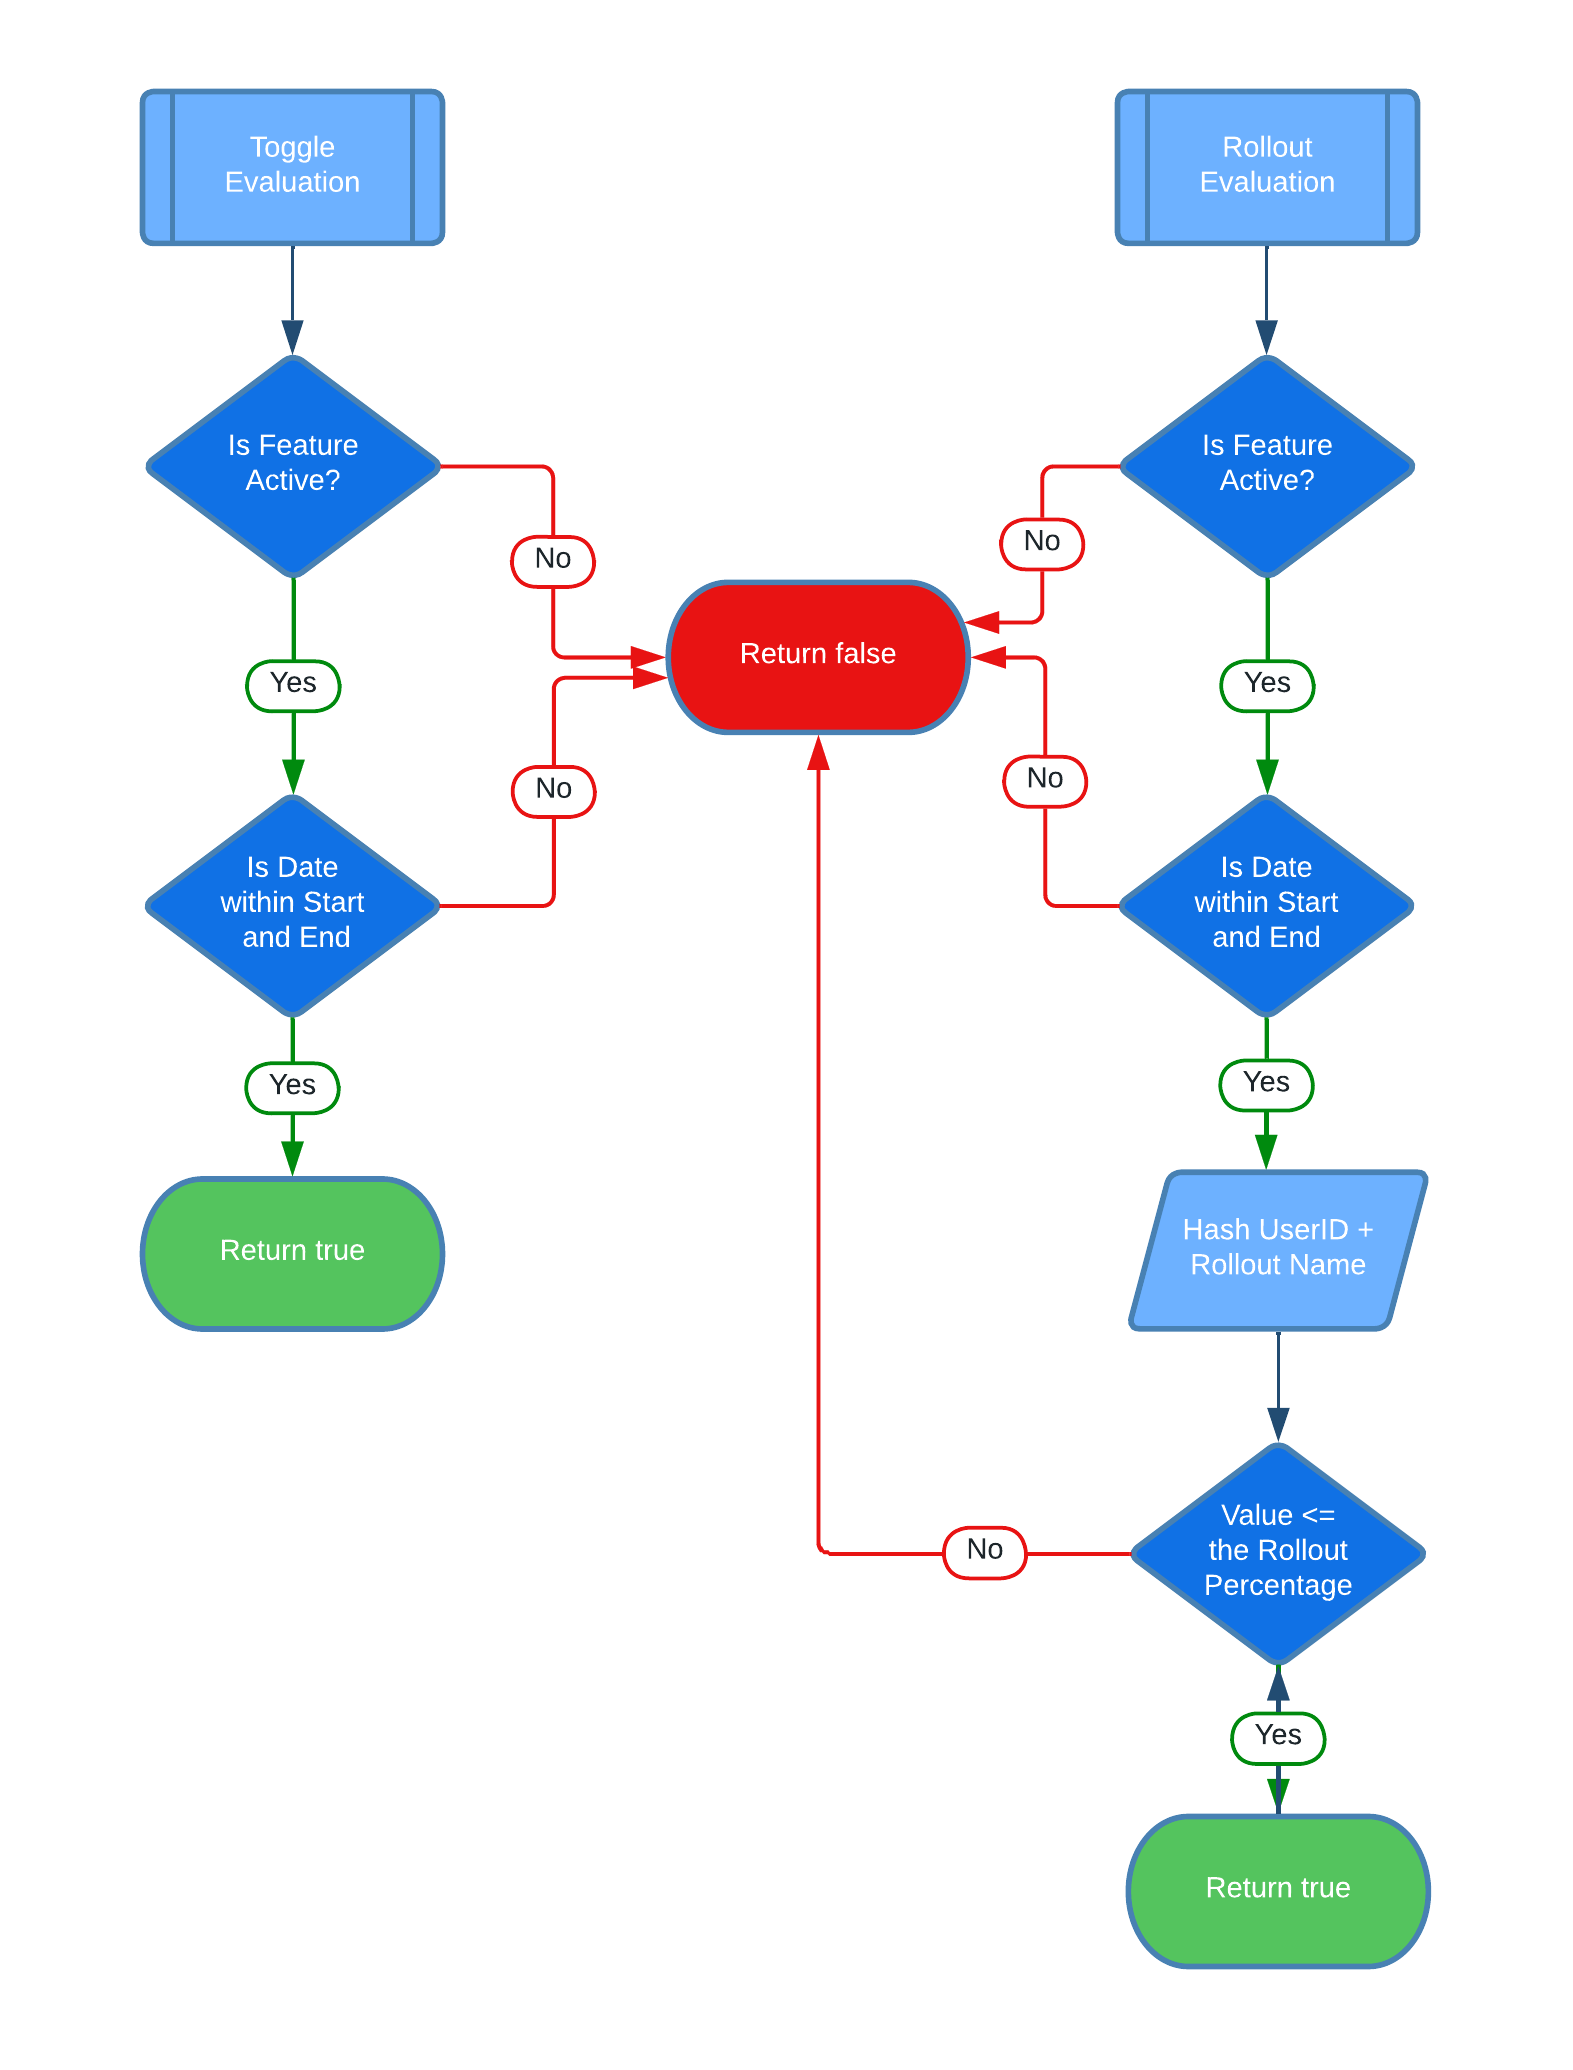 Toggle
Evaluation
Is Feature
Active?
No
Yes
Is Date
within Start
and End
No
Yes
Return true
Return false
Rollout
Evaluation
Is Feature
Active?
No
Yes
Is Date
within Start
and End
No
Yes
Hash UserID +
Rollout Name
Value <=
the Rollout
Percentage
No
Yes
Return true